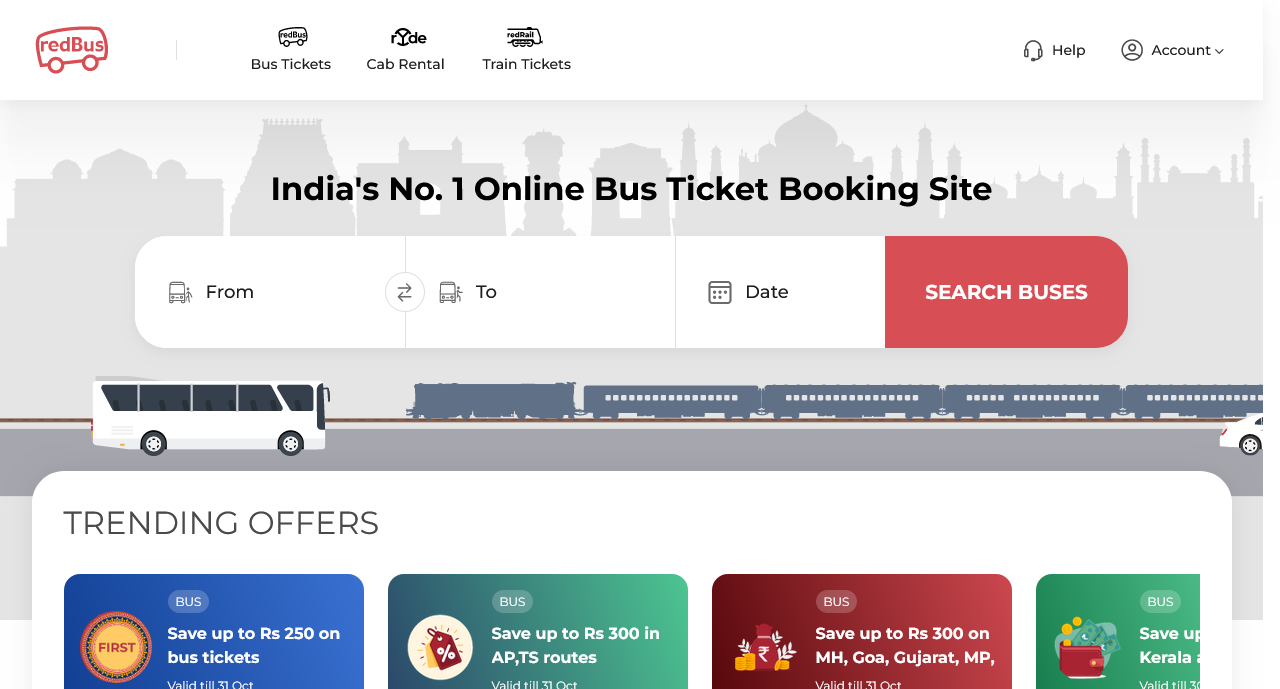 redBus
redBus
ryde
redRail
Bus Tickets
Cab Rental
Train Tickets
Help
Account
India's No. 1 Online Bus Ticket Booking Site
From
To
Date
SEARCH BUSES
TRENDING OFFERS
FIRST
BUS
Save up to Rs 250 on
bus tickets
Valid till 31 Oct
%
BUS
Save up to Rs 300 in
AP,TS routes
Valid till 31 Oct
₹
BUS
Save up to Rs 300 on
MH, Goa, Gujarat, MP,
Valid till 31 Oct
BUS
Save up
Kerala
Valid till 30